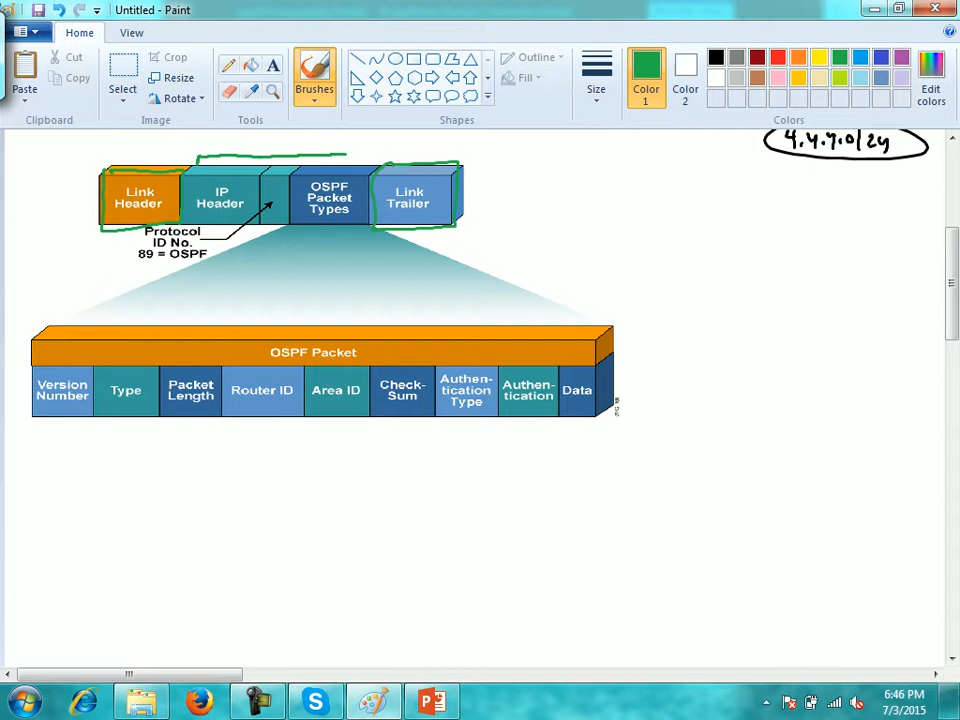 Untitled - Paint
Home
View
Paste
Cut
Copy
Clipboard
Select
Crop
Resize
Rotate
Image
A
Tools
Brushes
Outline
Fill
Shapes
Size
Color
1
Color
2
Edit
colors
Colors
4.4.4.0/24
Link
Header
IP
Header
OSPF
Packet
Types
Link
Trailer
Protocol
ID No.
89 = OSPF
OSPF Packet
Version
Number
Type
Packet
Length
Router ID
Area ID
Check-
Sum
Authen-
tication
Type
Authen-
tication
Data
6:46 PM
7/3/2015